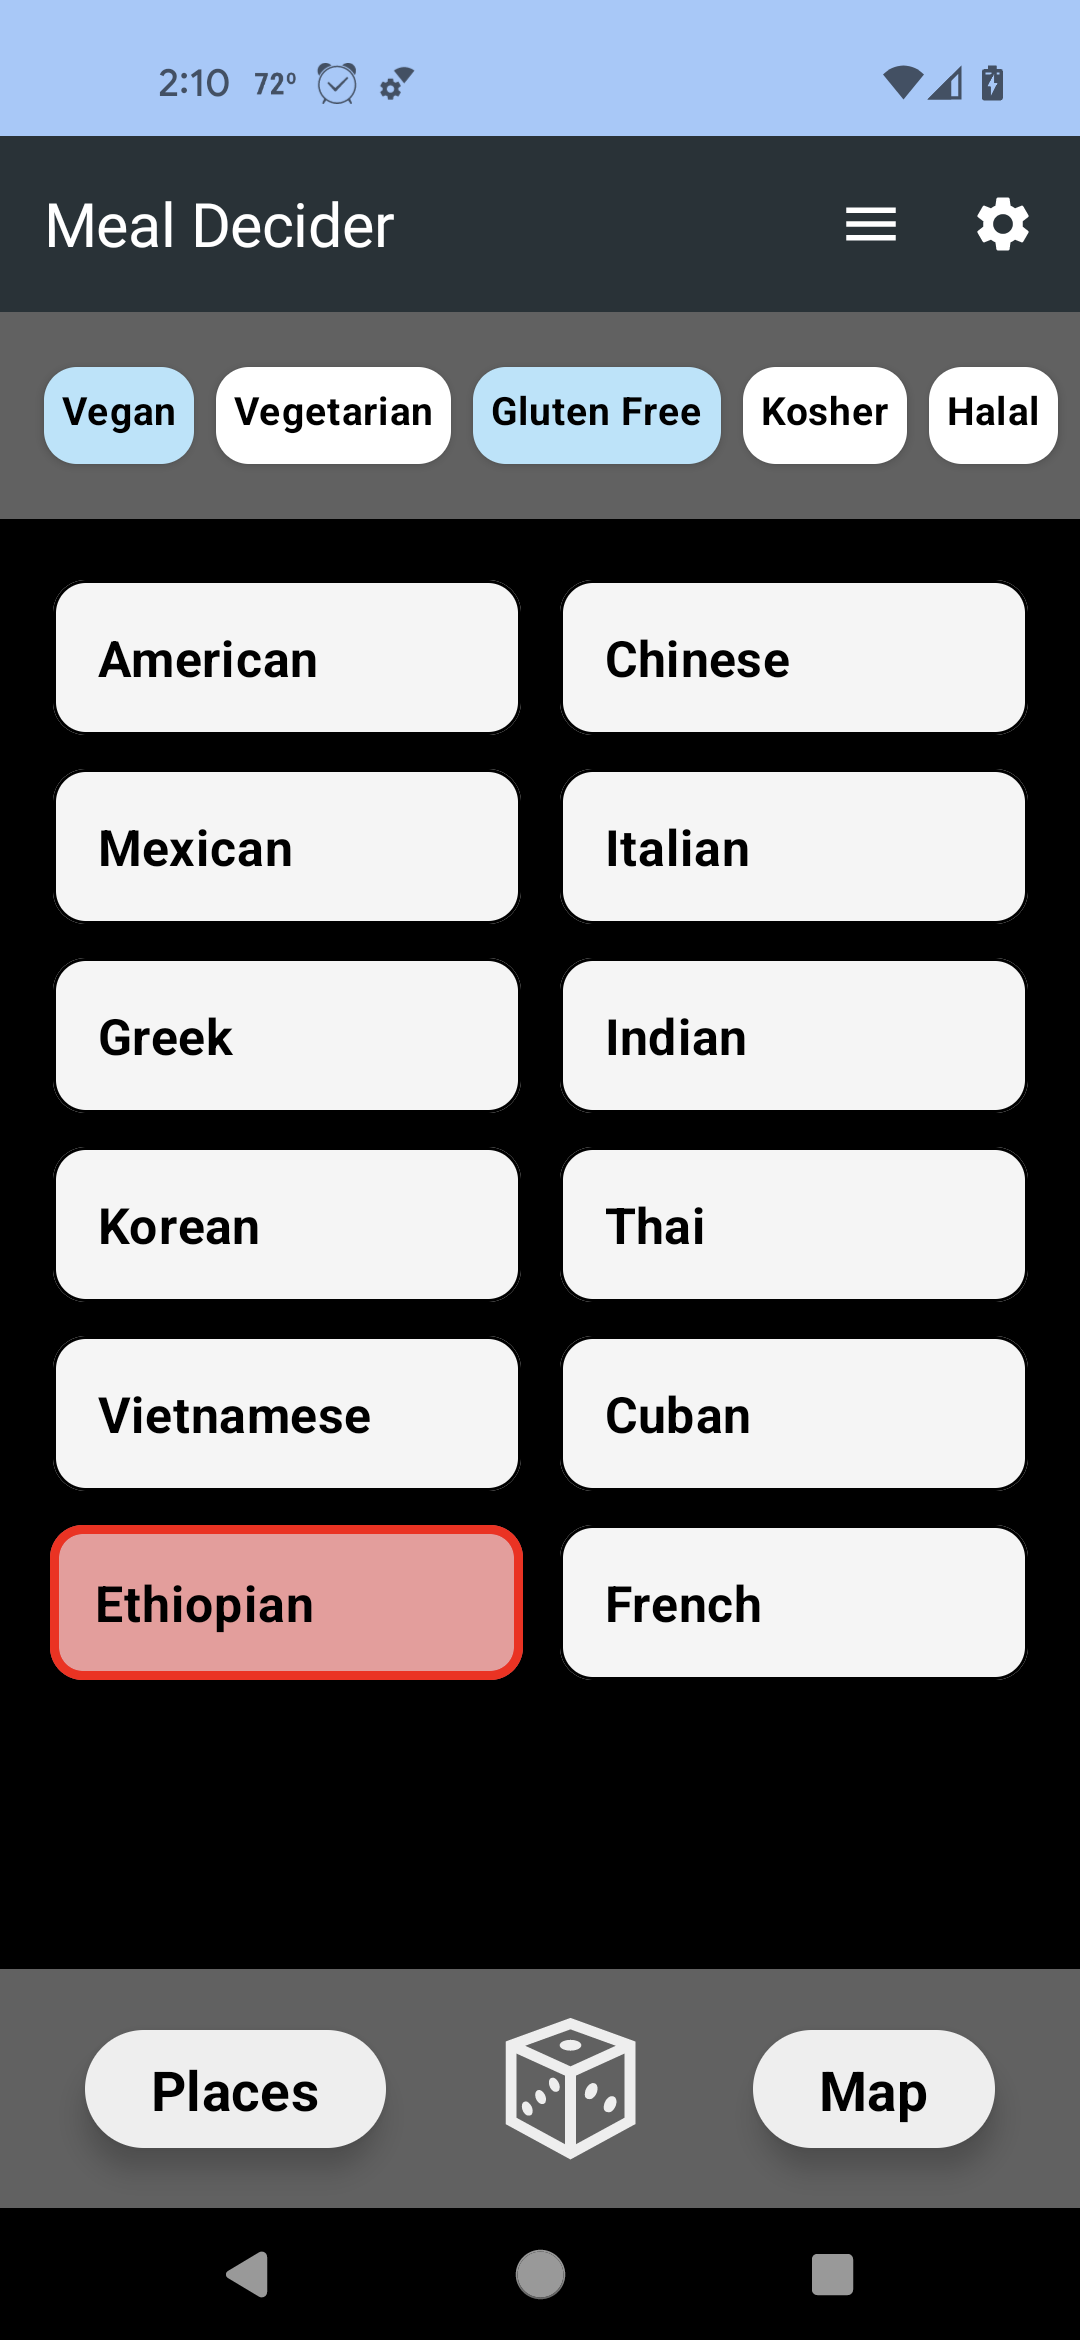 2:10 72º
Meal Decider
Vegan Vegetarian Gluten Free Kosher Halal
American Chinese
Mexican Italian
Greek Indian
Korean Thai
Vietnamese Cuban
Ethiopian French
Places Map